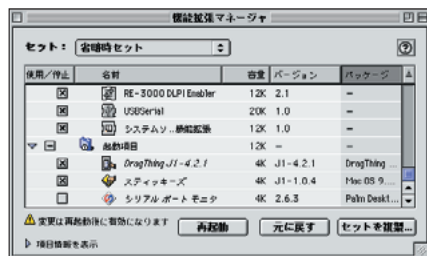 機能拡張マネージャ
セット： 省略時セット
使用／停止 名前 容量 バージョン パッケージ
RE-3000 DLPI Enabler 12K 2.1 –
USBSerial 20K 1.0 –
システムソ...機能拡張 12K 1.0 –
起動項目 12K –
DragThing J1-4.2.1 4K J1-4.2.1 DragThing ...
スティッキーズ 4K J1-1.0.4 Mac OS 9....
シリアル ポート モニタ 4K 2.6.3 Palm Deskt...
変更は再起動後に有効になります 再起動 元に戻す セットを複製...
項目情報を表示